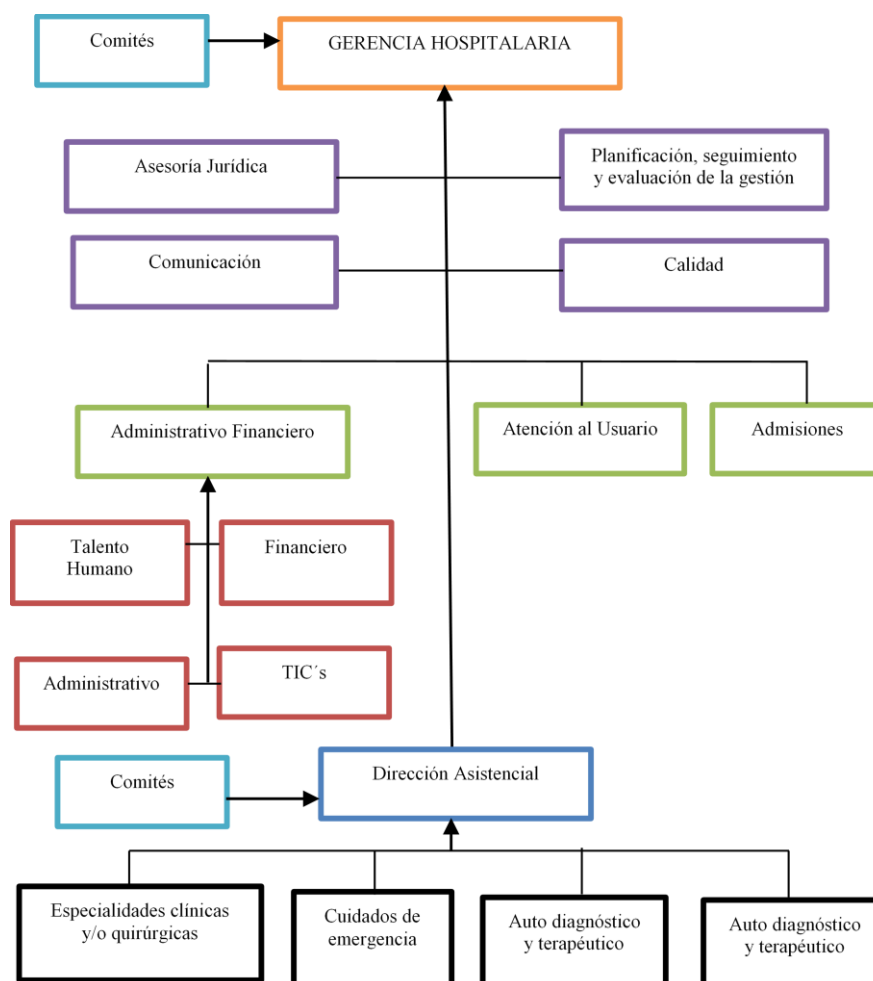 Comités
GERENCIA HOSPITALARIA
Asesoría Jurídica
Planificación, seguimiento
y evaluación de la gestión
Comunicación
Calidad
Administrativo Financiero
Atención al Usuario
Admisiones
Talento
Humano
Financiero
Administrativo
TIC´s
Comités
Dirección Asistencial
Especialidades clínicas
y/o quirúrgicas
Cuidados de
emergencia
Auto diagnóstico
y terapéutico
Auto diagnóstico
y terapéutico